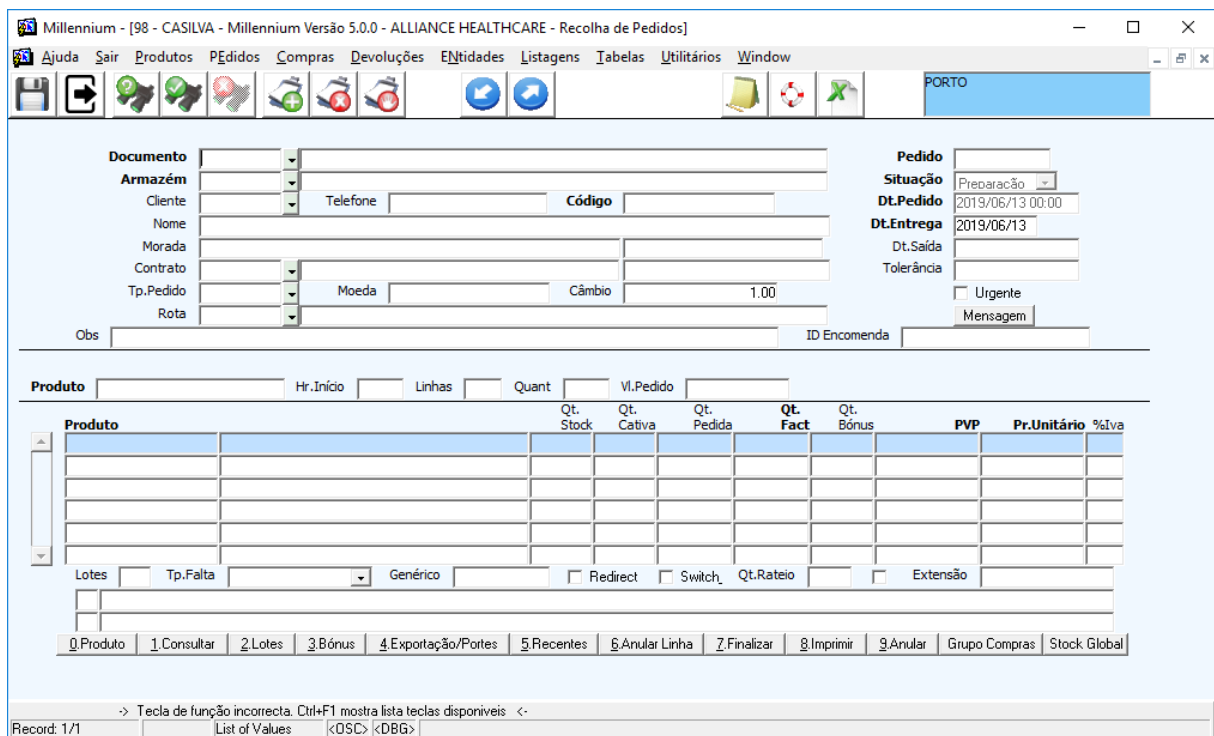 Millennium - [98 - CASILVA - Millennium Versão 5.0.0 - ALLIANCE HEALTHCARE - Recolha de Pedidos]
Ajuda Sair Produtos PEdidos Compras Devoluções ENtidades Listagens Tabelas Utilitários Window
PORTO
Documento Pedido
Armazém Situação Preparação
Cliente Telefone Código Dt.Pedido 2019/06/13 00:00
Nome Dt.Entrega 2019/06/13
Morada Dt.Saída
Contrato Tolerância
Tp.Pedido Moeda Câmbio 1.00 Urgente
Rota Mensagem
Obs ID Encomenda
Produto Hr.Início Linhas Quant Vl.Pedido
Qt. Qt. Qt. Qt. Qt.
Produto Stock Cativa Pedida Fact Bónus PVP Pr.Unitário %Iva
Lotes Tp.Falta Genérico Redirect Switch_ Qt.Rateio Extensão
0.Produto 1.Consultar 2.Lotes 3.Bónus 4.Exportação/Portes 5.Recentes 6.Anular Linha 7.Finalizar 8.Imprimir 9.Anular Grupo Compras Stock Global
-> Tecla de função incorrecta. Ctrl+F1 mostra lista teclas disponiveis <-
Record: 1/1 List of Values <OSC> <DBG>